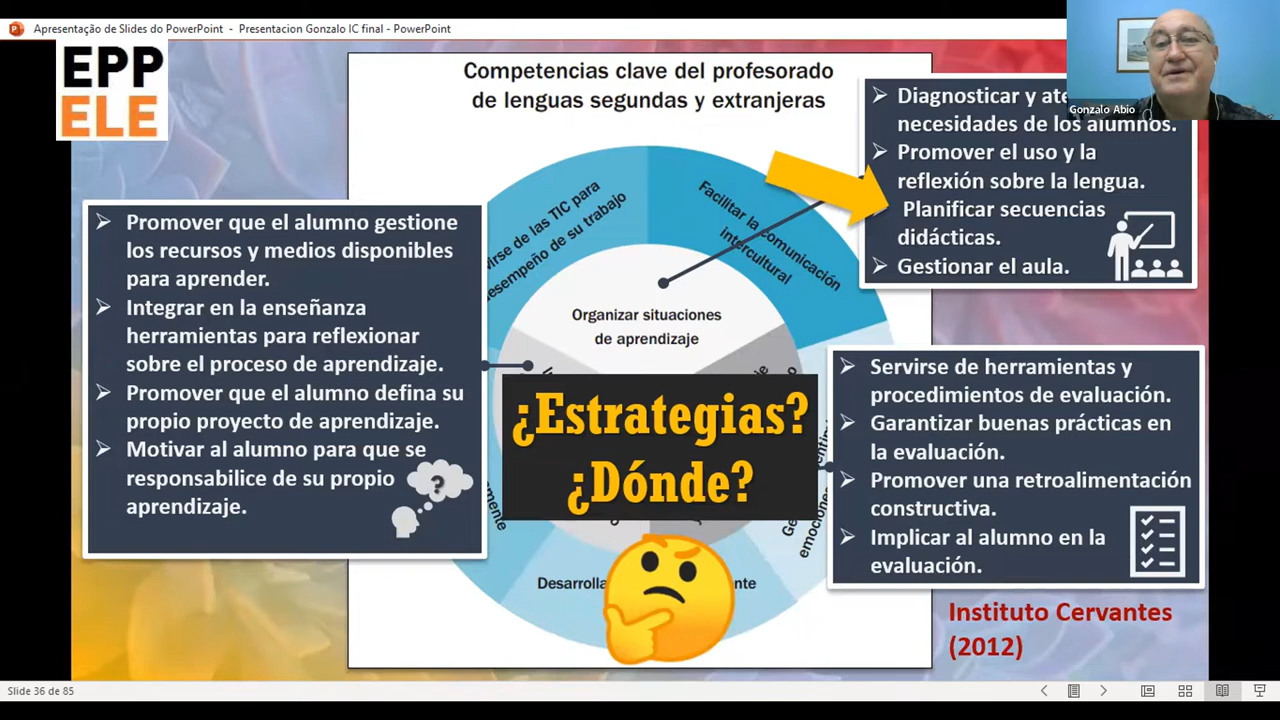 Apresentação de Slides do PowerPoint - Presentacion Gonzalo IC final - PowerPoint
EPP
ELE
Competencias clave del profesorado
de lenguas segundas y extranjeras
Gonzalo Abio
Diagnosticar y
necesidades de los alumnos.
Promover el uso y la
reflexión sobre la lengua.
Planificar secuencias
didácticas.
Gestionar el aula.
Promover que el alumno gestione
los recursos y medios disponibles
para aprender.
Integrar en la enseñanza
herramientas para reflexionar
sobre el proceso de aprendizaje.
Promover que el alumno defina su
propio proyecto de aprendizaje.
Motivar al alumno para que se
responsabilice de su propio
aprendizaje.
?
de las TIC para
de su trabajo
Facilitar la comunicación
intercultural
Organizar situaciones
de aprendizaje
¿Estrategias?
¿Dónde?
Servirse de herramientas y
procedimientos de evaluación.
Garantizar buenas prácticas en
la evaluación.
Promover una retroalimentación
constructiva.
Implicar al alumno en la
evaluación.
Instituto Cervantes
(2012)
Slide 36 de 85